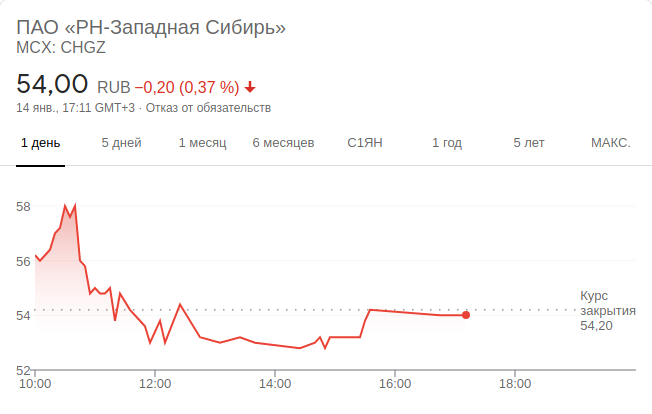 ПАО «РН-Западная Сибирь»
MCX: CHGZ
54,00 RUB −0,20 (0,37 %)
14 янв., 17:11 GMT+3 · Отказ от обязательств
1 день 5 дней 1 месяц 6 месяцев С1ЯН 1 год 5 лет МАКС.
58
56
54
52
Курс
закрытия
54,20
10:00 12:00 14:00 16:00 18:00